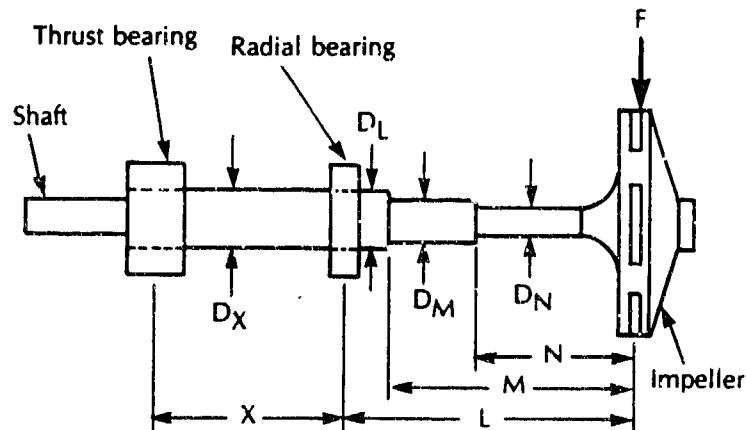 F
Thrust bearing
Radial bearing
Shaft
D_L
D_X
D_M
D_N
N
M
Impeller
X
L